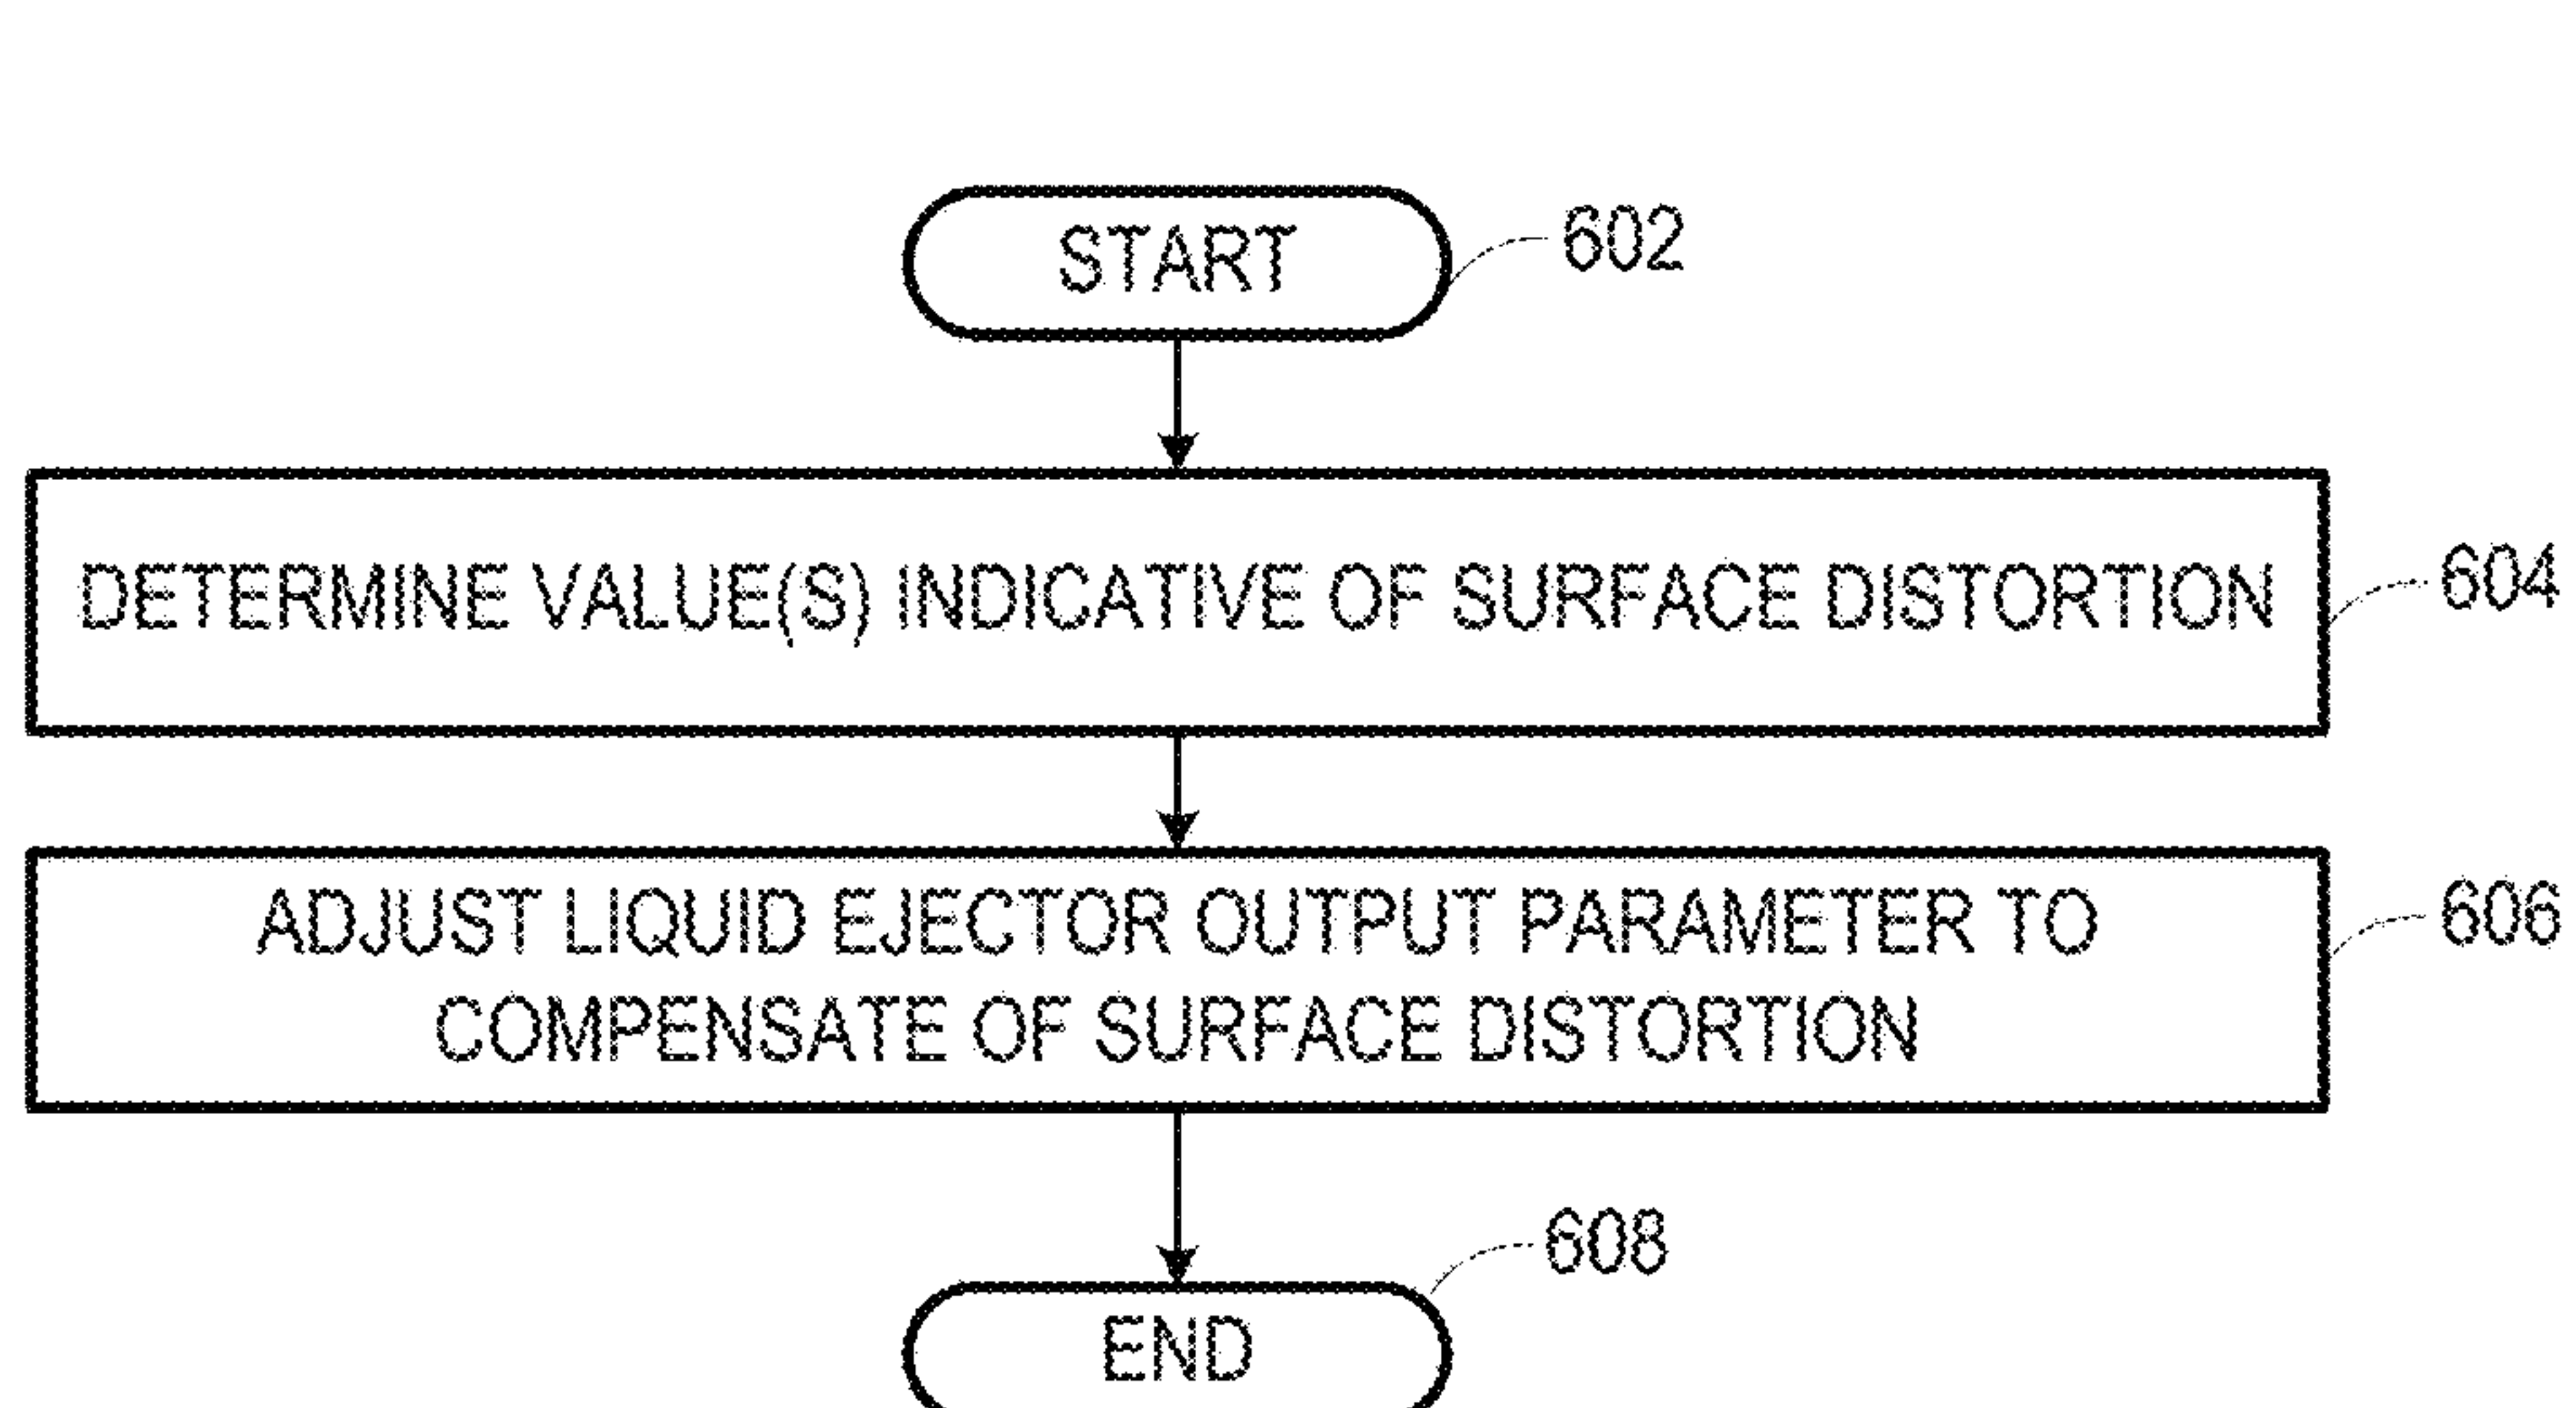 START
602
DETERMINE VALUE(S) INDICATIVE OF SURFACE DISTORTION
604
ADJUST LIQUID EJECTOR OUTPUT PARAMETER TO
COMPENSATE OF SURFACE DISTORTION
606
608
END